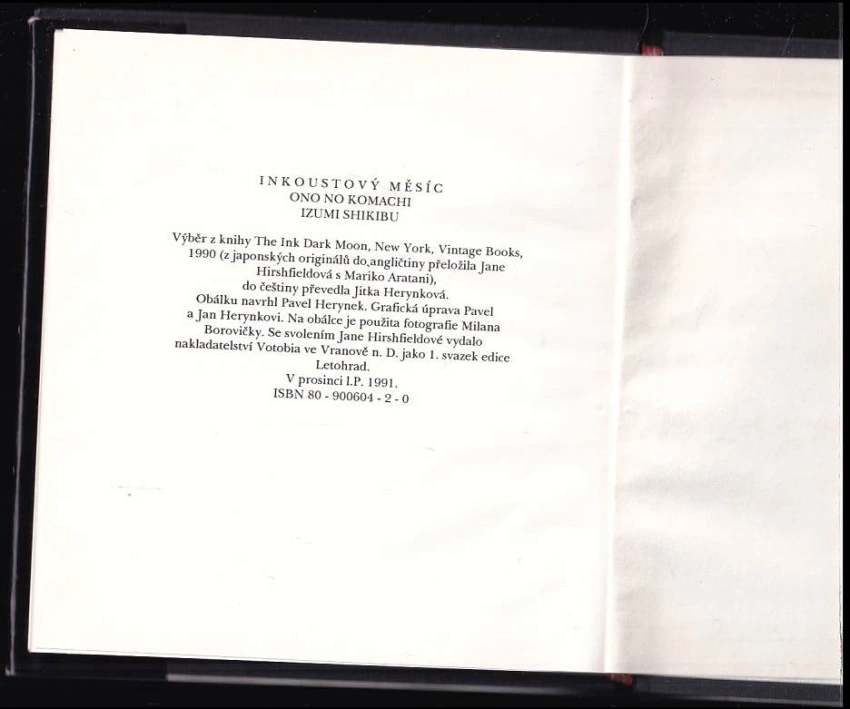 INKOUSTOVÝ MĚSÍC
ONO NO KOMACHI
IZUMI SHIKIBU
Výběr z knihy The Ink Dark Moon, New York, Vintage Books,
1990 (z japonských originálů do angličtiny přeložila Jane
Hirshfieldová s Mariko Aratani),
do češtiny převedla Jitka Herynková.
Obálku navrhl Pavel Herynek. Grafická úprava Pavel
a Jan Herynkovi. Na obálce je použita fotografie Milana
Borovičky. Se svolením Jane Hirshfieldové vydalo
nakladatelství Votobia ve Vranově n. D. jako 1. svazek edice
Letohrad.
V prosinci l.P. 1991.
ISBN 80 - 900604 - 2 - 0